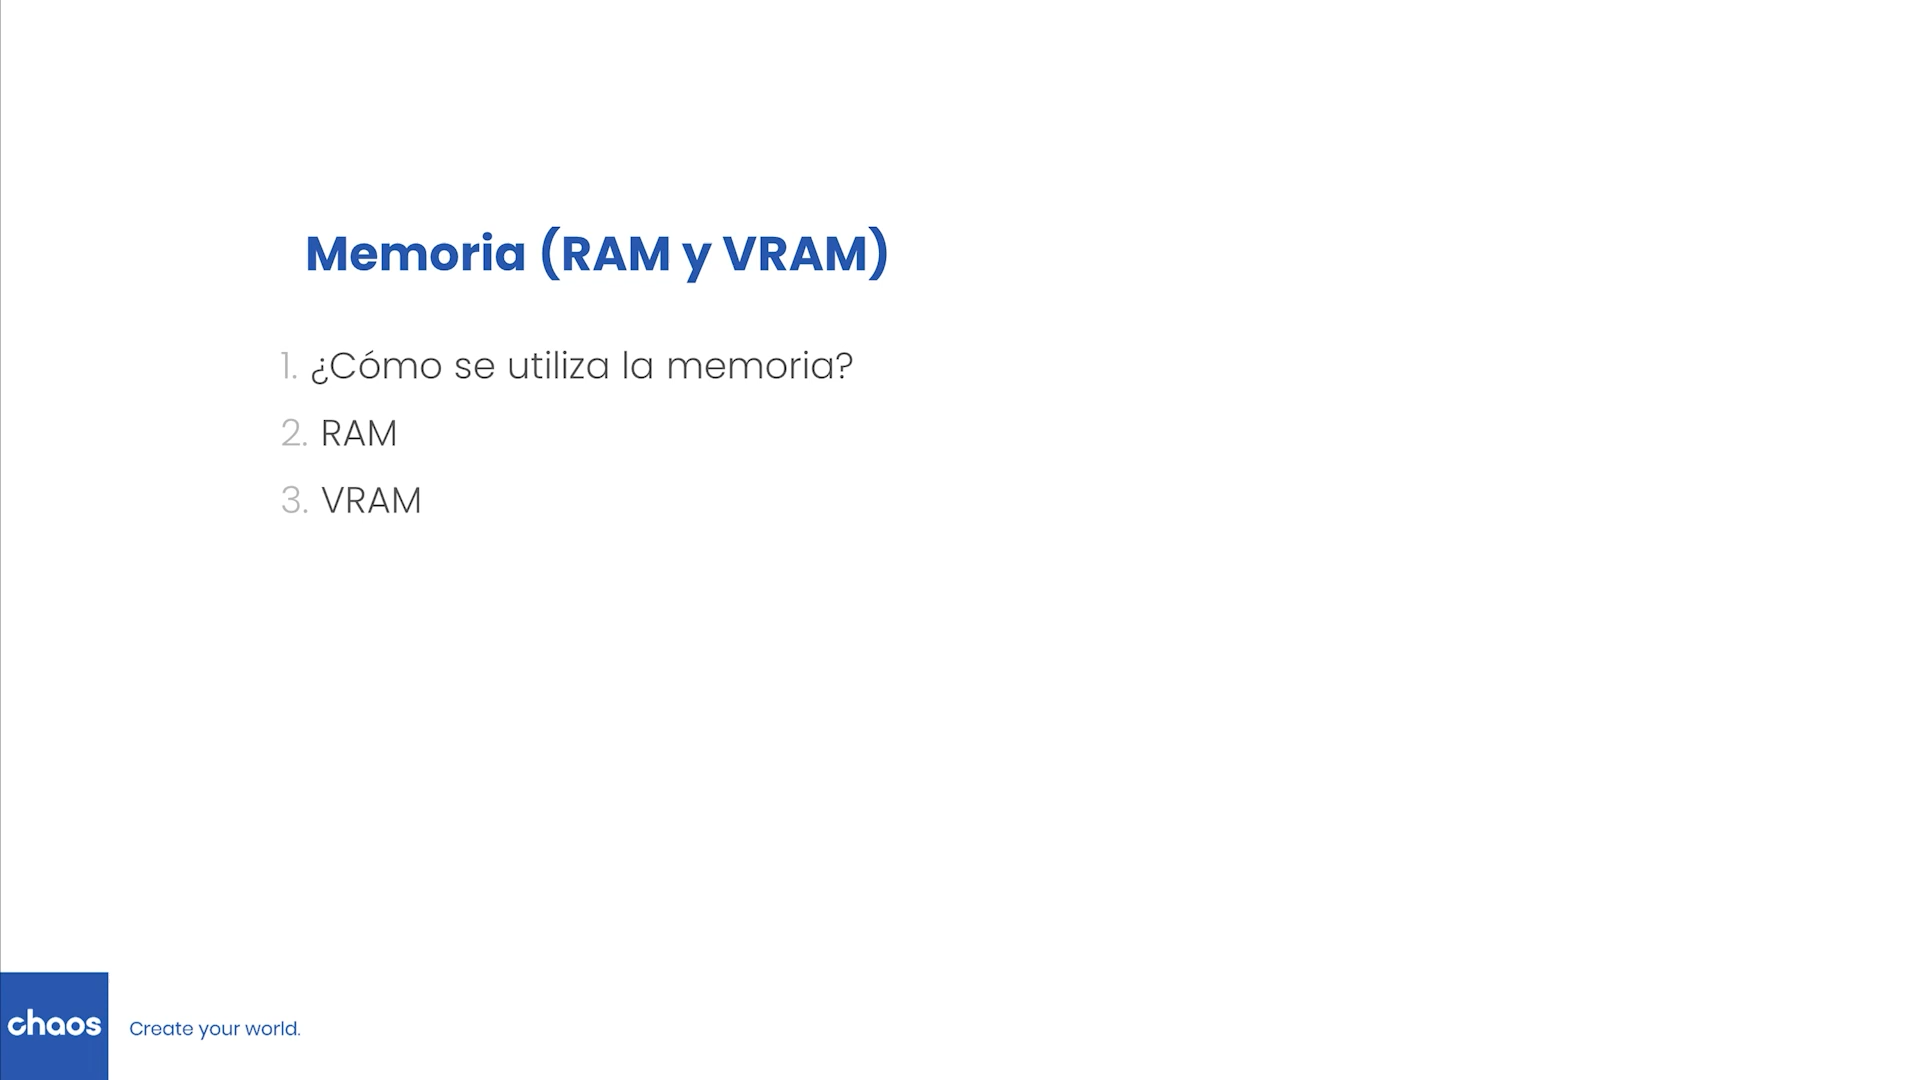 Memoria (RAM y VRAM)
1. ¿Cómo se utiliza la memoria?
2. RAM
3. VRAM
chaos
Create your world.